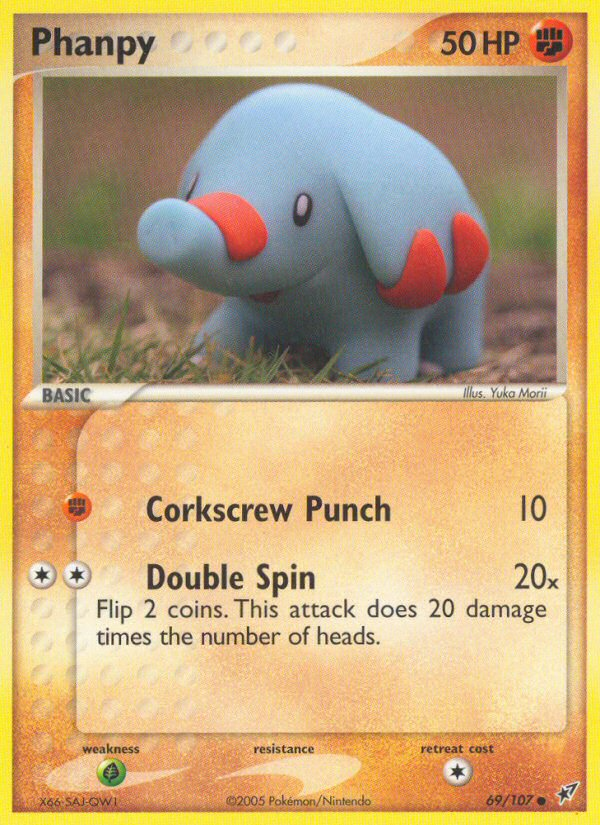 Phanpy
50 HP
BASIC
Illus. Yuka Morii
Corkscrew Punch 10
Double Spin 20x
Flip 2 coins. This attack does 20 damage
times the number of heads.
weakness resistance retreat cost
X66-SAJ-QW1 ©2005 Pokémon/Nintendo 69/107